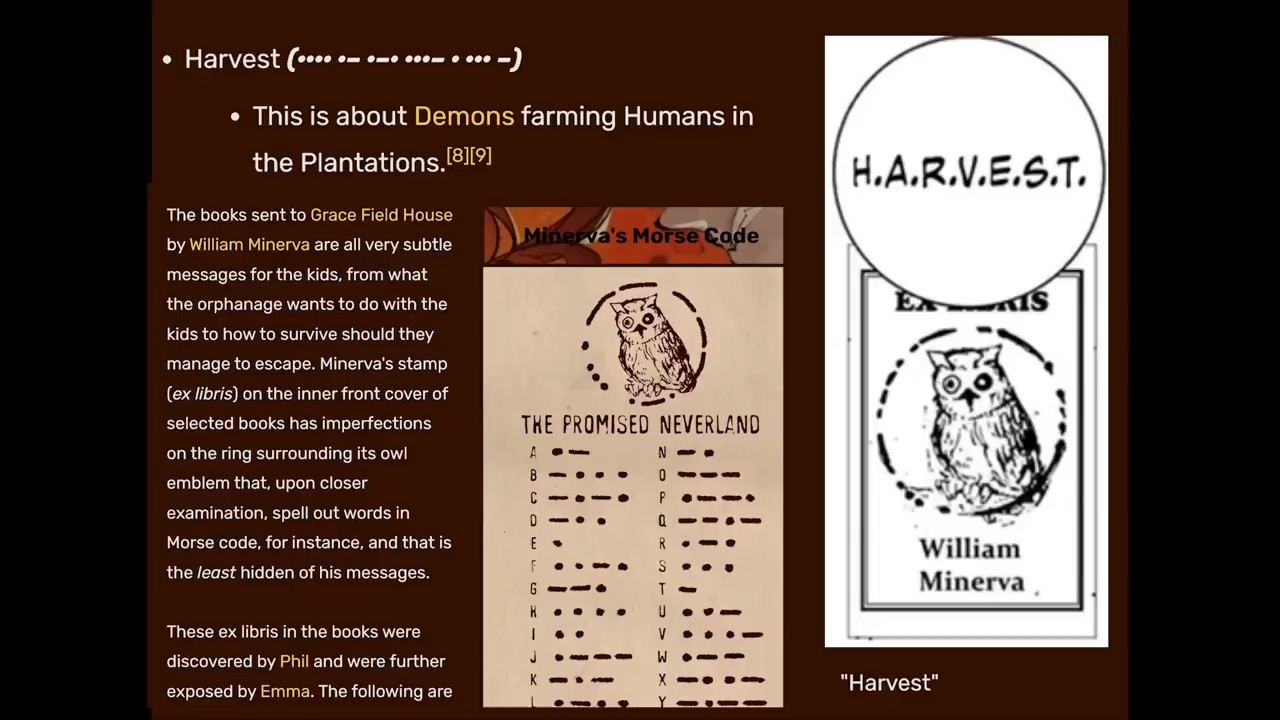 • Harvest (•••• •– •–• •••– • ••• –)
• This is about Demons farming Humans in
the Plantations.[8][9]
The books sent to Grace Field House
by William Minerva are all very subtle
messages for the kids, from what
the orphanage wants to do with the
kids to how to survive should they
manage to escape. Minerva's stamp
(ex libris) on the inner front cover of
selected books has imperfections
on the ring surrounding its owl
emblem that, upon closer
examination, spell out words in
Morse code, for instance, and that is
the least hidden of his messages.
These ex libris in the books were
discovered by Phil and were further
exposed by Emma. The following are
Minerva's Morse Code
THE PROMISED NEVERLAND
A •– N –•
B –••• O –––
C –•–• P •––•
D –•• Q ––•–
E • R •–•
F ••–• S •••
G ––• T –
H •••• U ••–
I •• V •••–
J •––– W •––
K –•– X –••–
L •–•• Y –•––
H.A.R.V.E.S.T.
EX LIBRIS
William
Minerva
"Harvest"